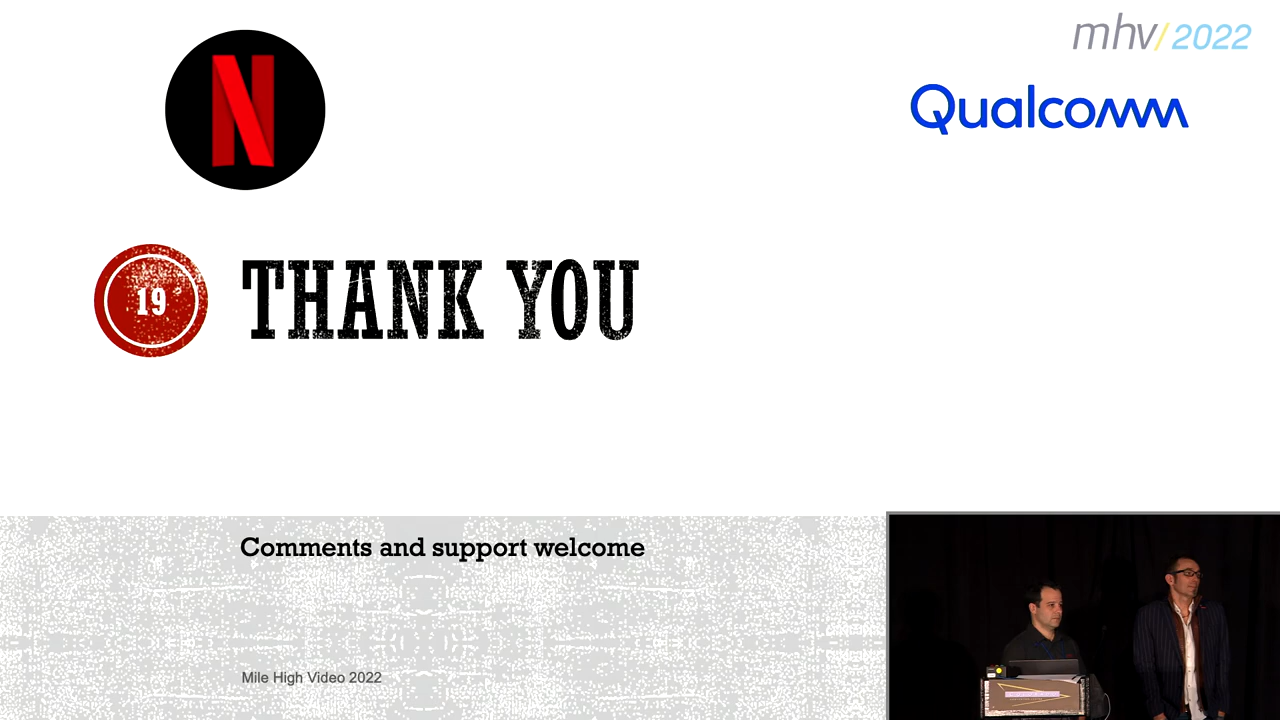 mhv/2022
N
Qualcomm
19
THANK YOU
Comments and support welcome
Mile High Video 2022